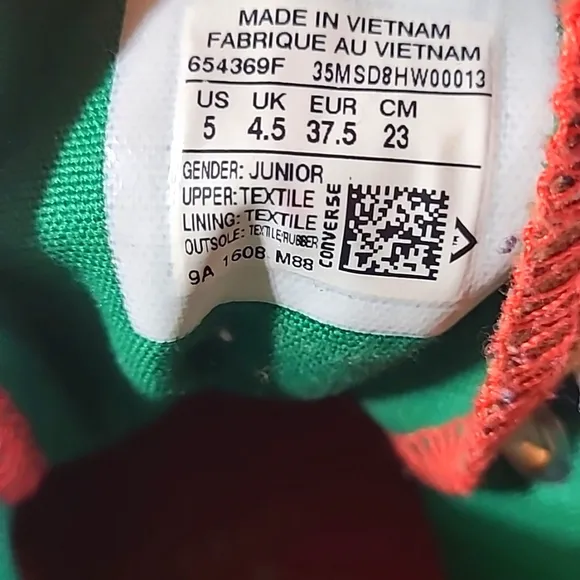 MADE IN VIETNAM
FABRIQUE AU VIETNAM
654369F 35MSD8HW00013
US UK EUR CM
5 4.5 37.5 23
GENDER: JUNIOR
UPPER: TEXTILE
LINING: TEXTILE
OUTSOLE: TEXTILE/RUBBER
9A 1608 M88
CONVERSE